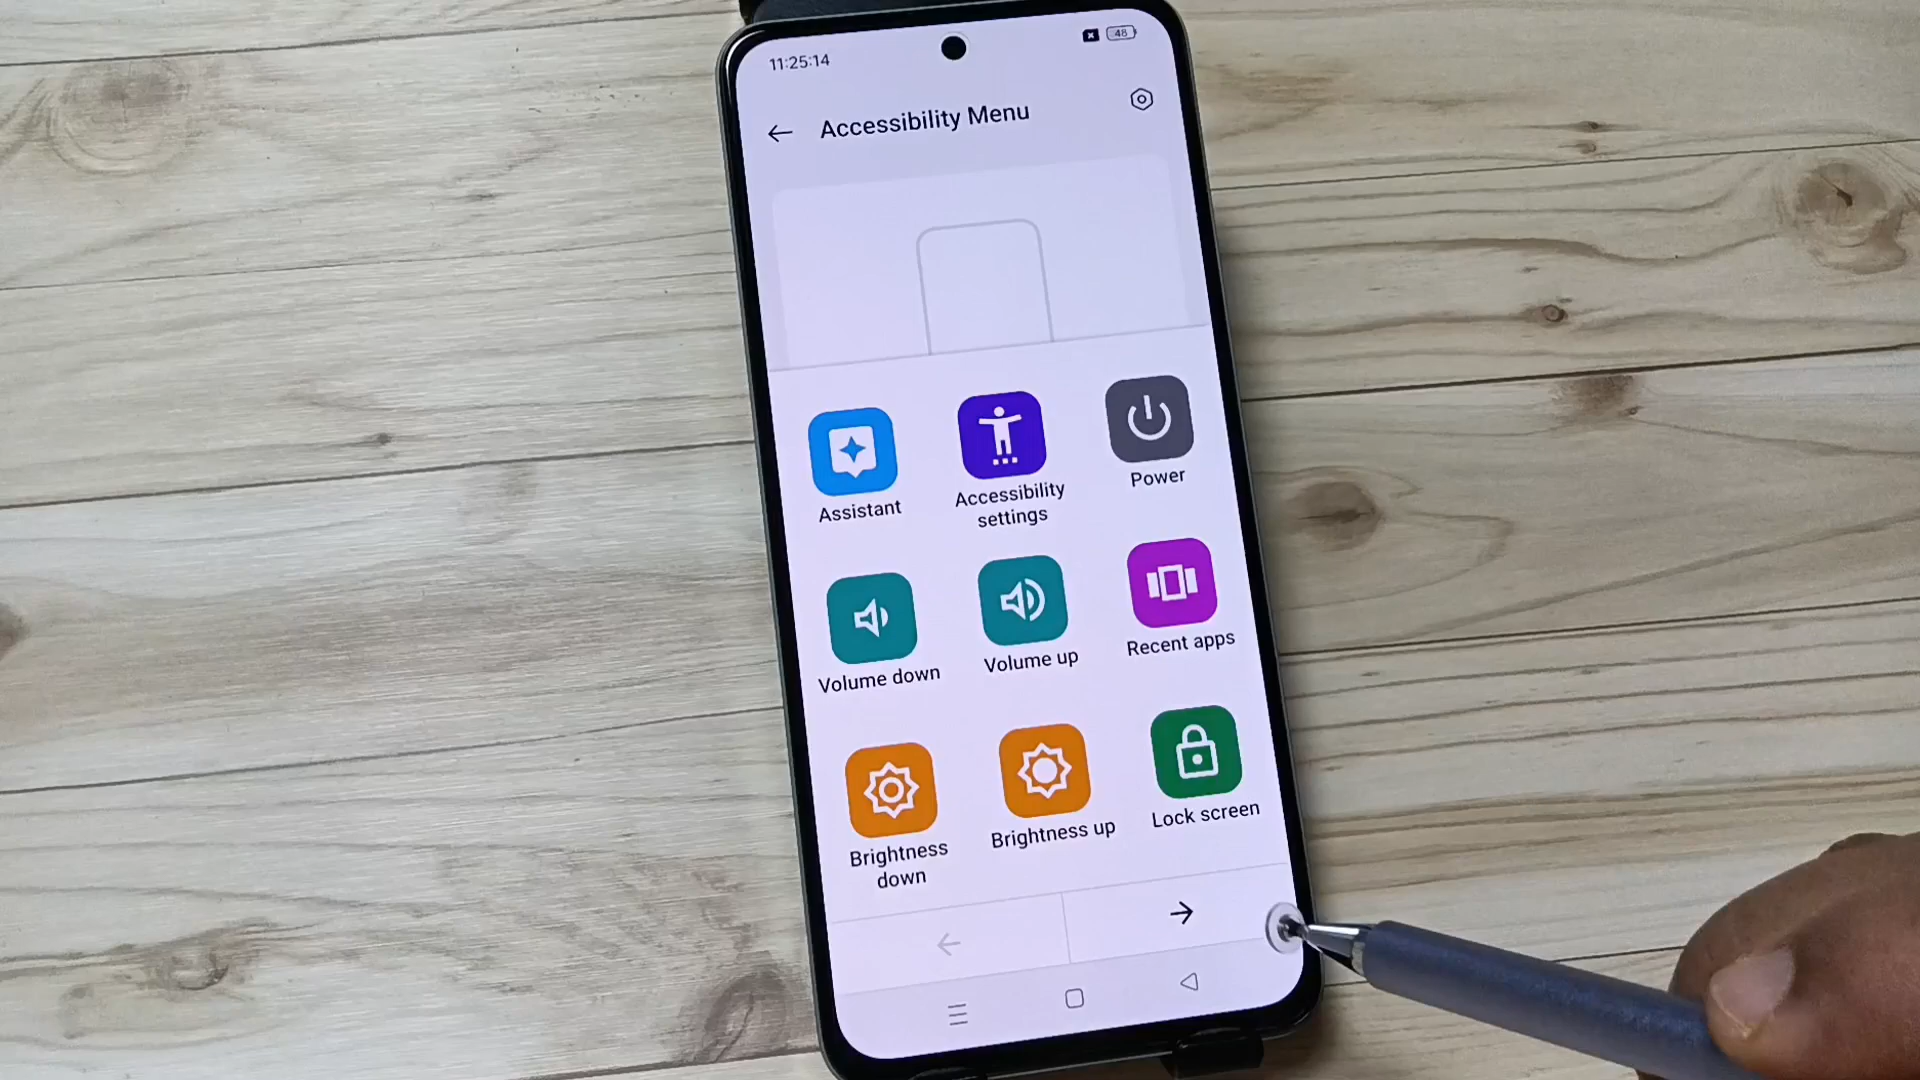 11:25:14
48
Accessibility Menu
Assistant
Accessibility
settings
Power
Volume down
Volume up
Recent apps
Brightness
down
Brightness up
Lock screen